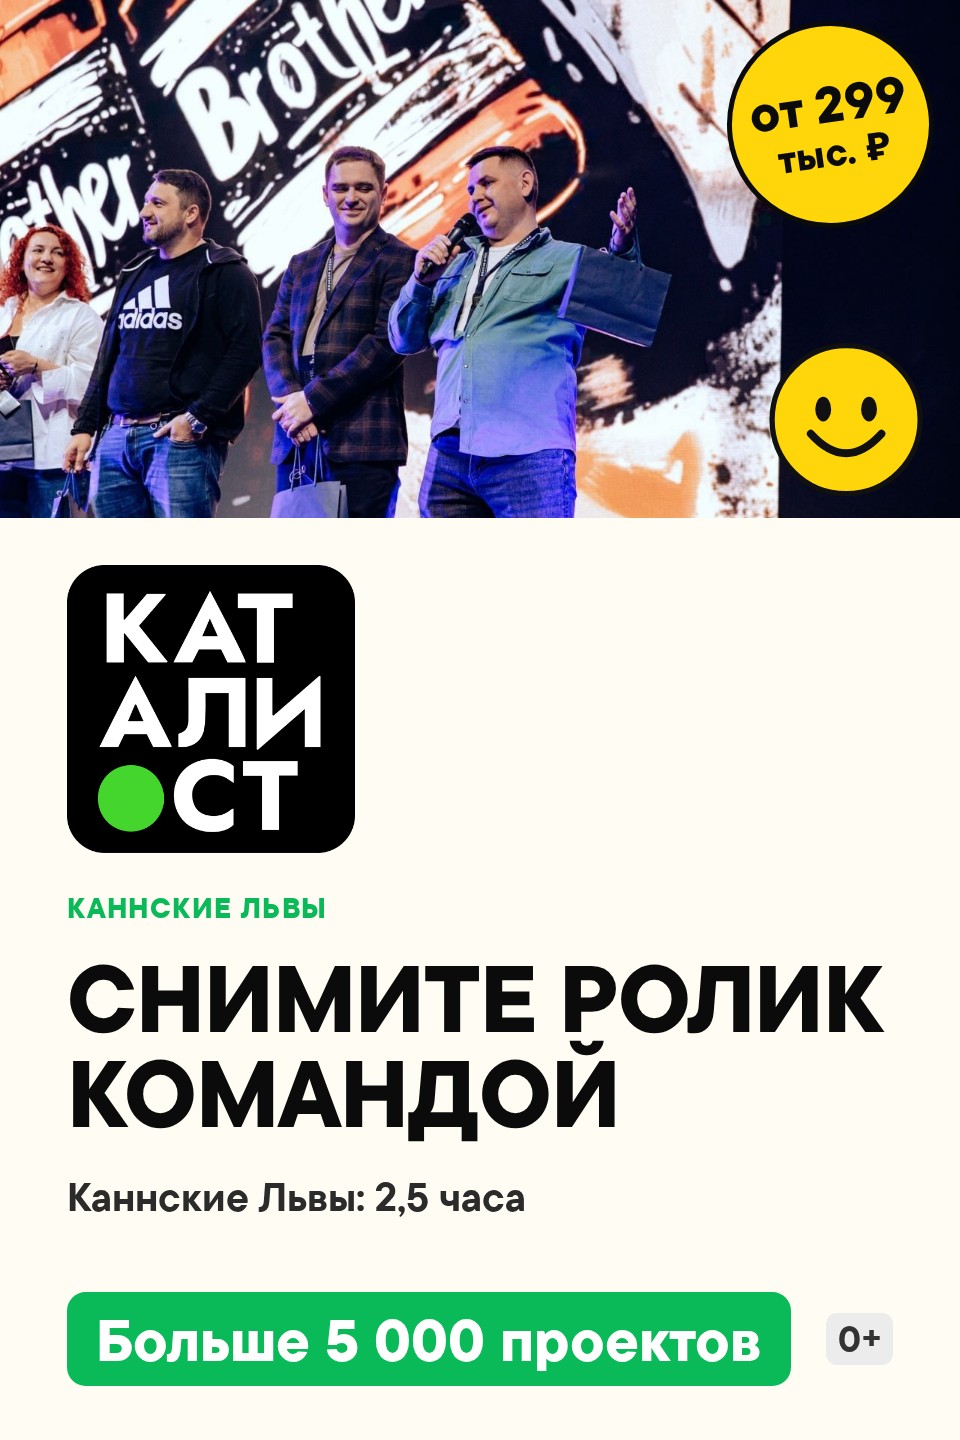 Brother
other
от 299
тыс. ₽
adidas
КАТ
АЛИ
СТ
КАННСКИЕ ЛЬВЫ
СНИМИТЕ РОЛИК
КОМАНДОЙ
Каннские Львы: 2,5 часа
Больше 5 000 проектов
0+